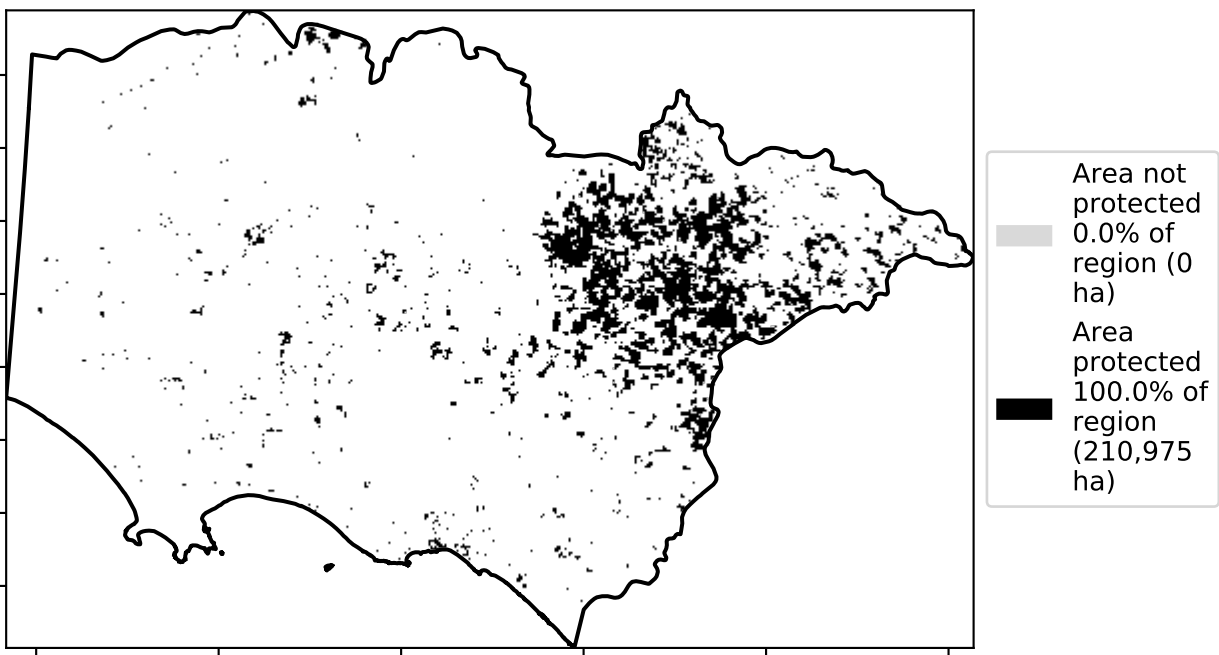 Area not
protected
0.0% of
region (0
ha)
Area
protected
100.0% of
region
(210,975
ha)